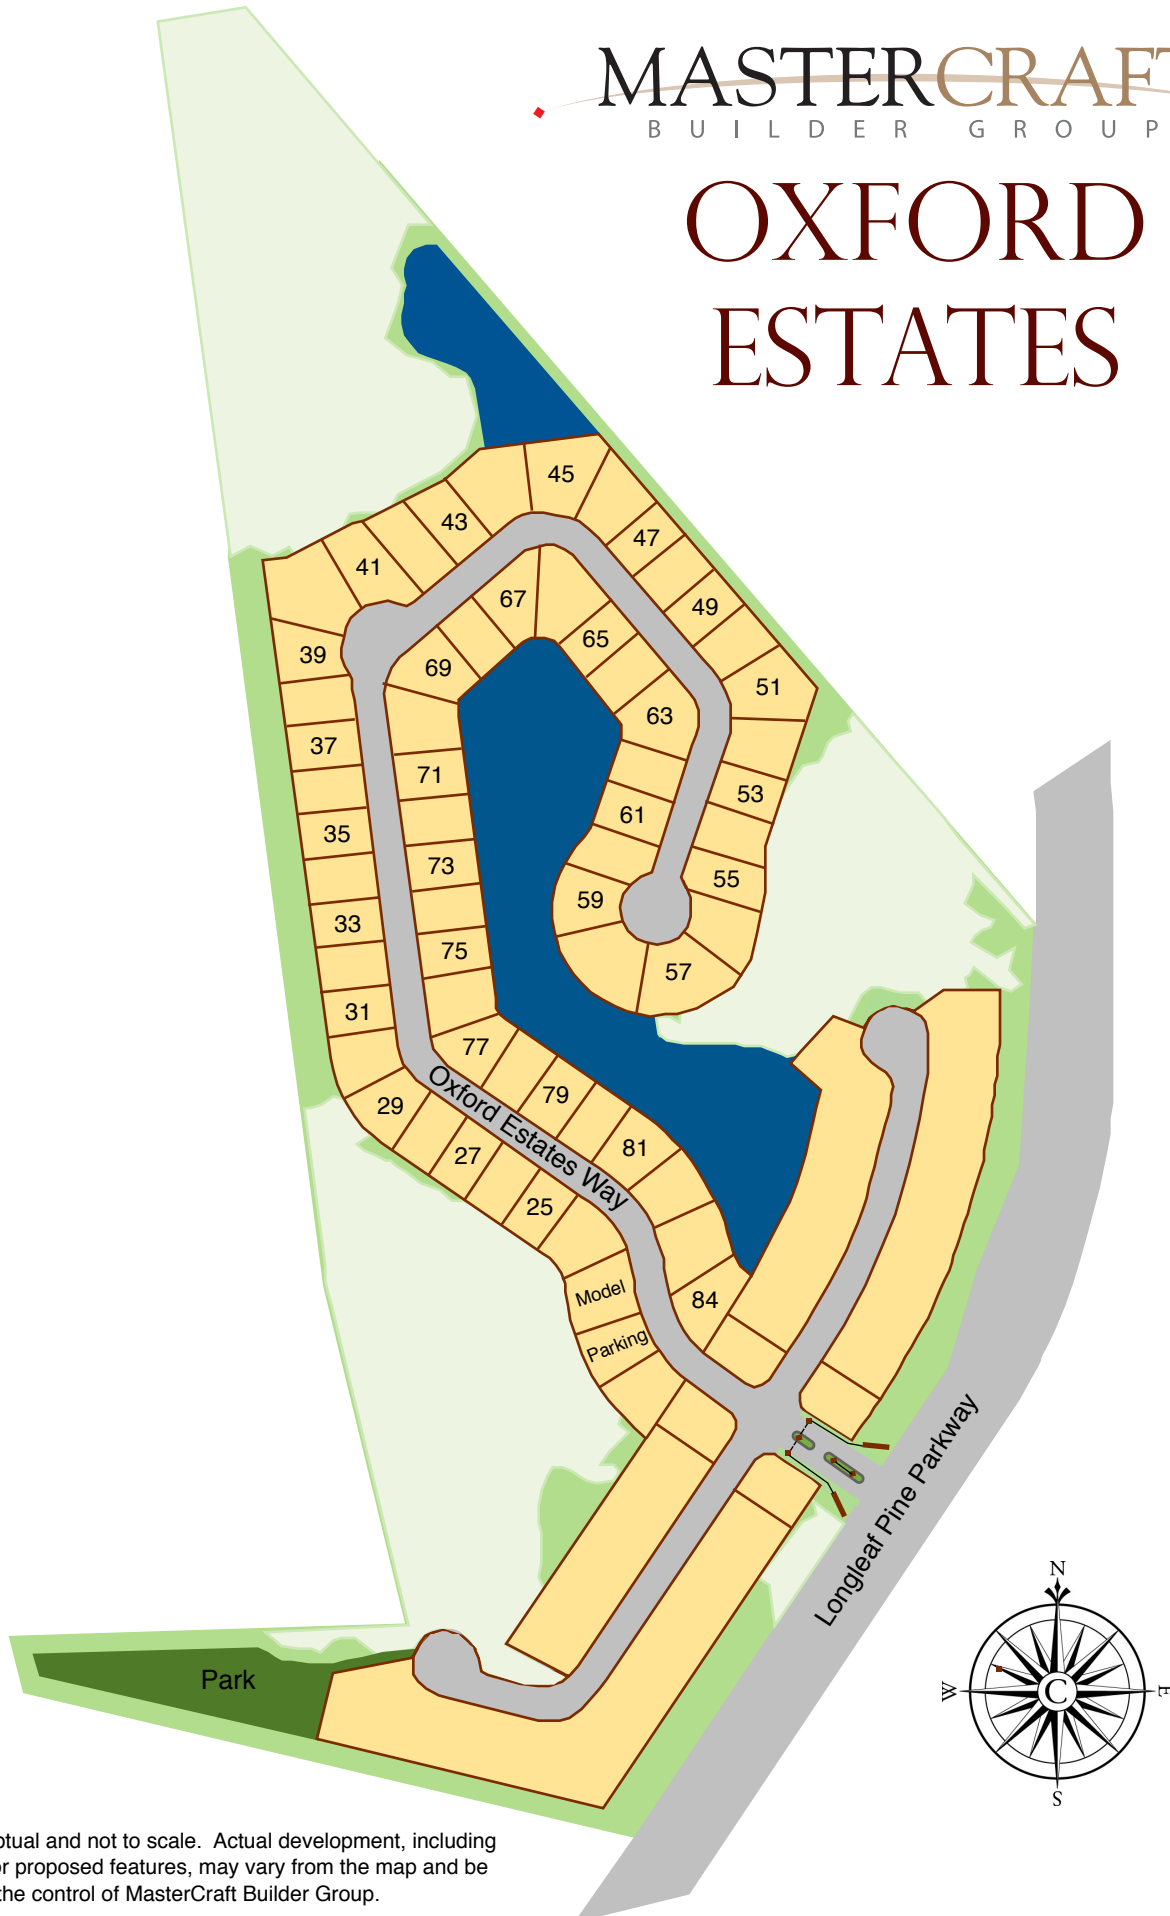 MASTERCRAFT
BUILDER GROUP
OXFORD
ESTATES
45
43
47
41
67
49
65
39
69
51
63
37
71
53
61
35
73
55
59
33
75
57
31
77
79
29
Oxford Estates Way
81
27
25
Model
84
Parking
Longleaf Pine Parkway
Park
N
W
C
E
S
ptual and not to scale. Actual development, including
or proposed features, may vary from the map and be
the control of MasterCraft Builder Group.